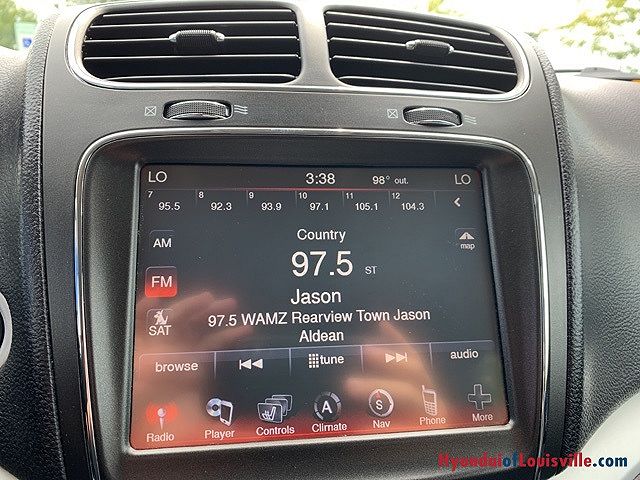 LO 3:38 98° out. LO
7 8 9 10 11 12
95.5 92.3 93.9 97.1 105.1 104.3
Country
AM
map
97.5 ST
FM
Jason
97.5 WAMZ Rearview Town Jason
SAT
Aldean
browse tune audio
A S
Radio Player Controls Climate Nav Phone More
HyundaiofLouisville.com